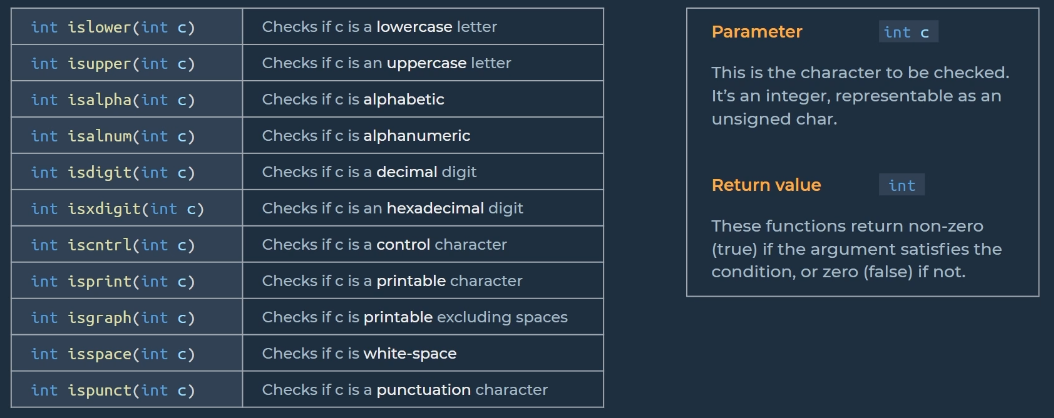 int islower(int c) Checks if c is a lowercase letter
int isupper(int c) Checks if c is an uppercase letter
int isalpha(int c) Checks if c is alphabetic
int isalnum(int c) Checks if c is alphanumeric
int isdigit(int c) Checks if c is a decimal digit
int isxdigit(int c) Checks if c is an hexadecimal digit
int iscntrl(int c) Checks if c is a control character
int isprint(int c) Checks if c is a printable character
int isgraph(int c) Checks if c is printable excluding spaces
int isspace(int c) Checks if c is white-space
int ispunct(int c) Checks if c is a punctuation character
Parameter int c
This is the character to be checked.
It's an integer, representable as an
unsigned char.
Return value int
These functions return non-zero
(true) if the argument satisfies the
condition, or zero (false) if not.